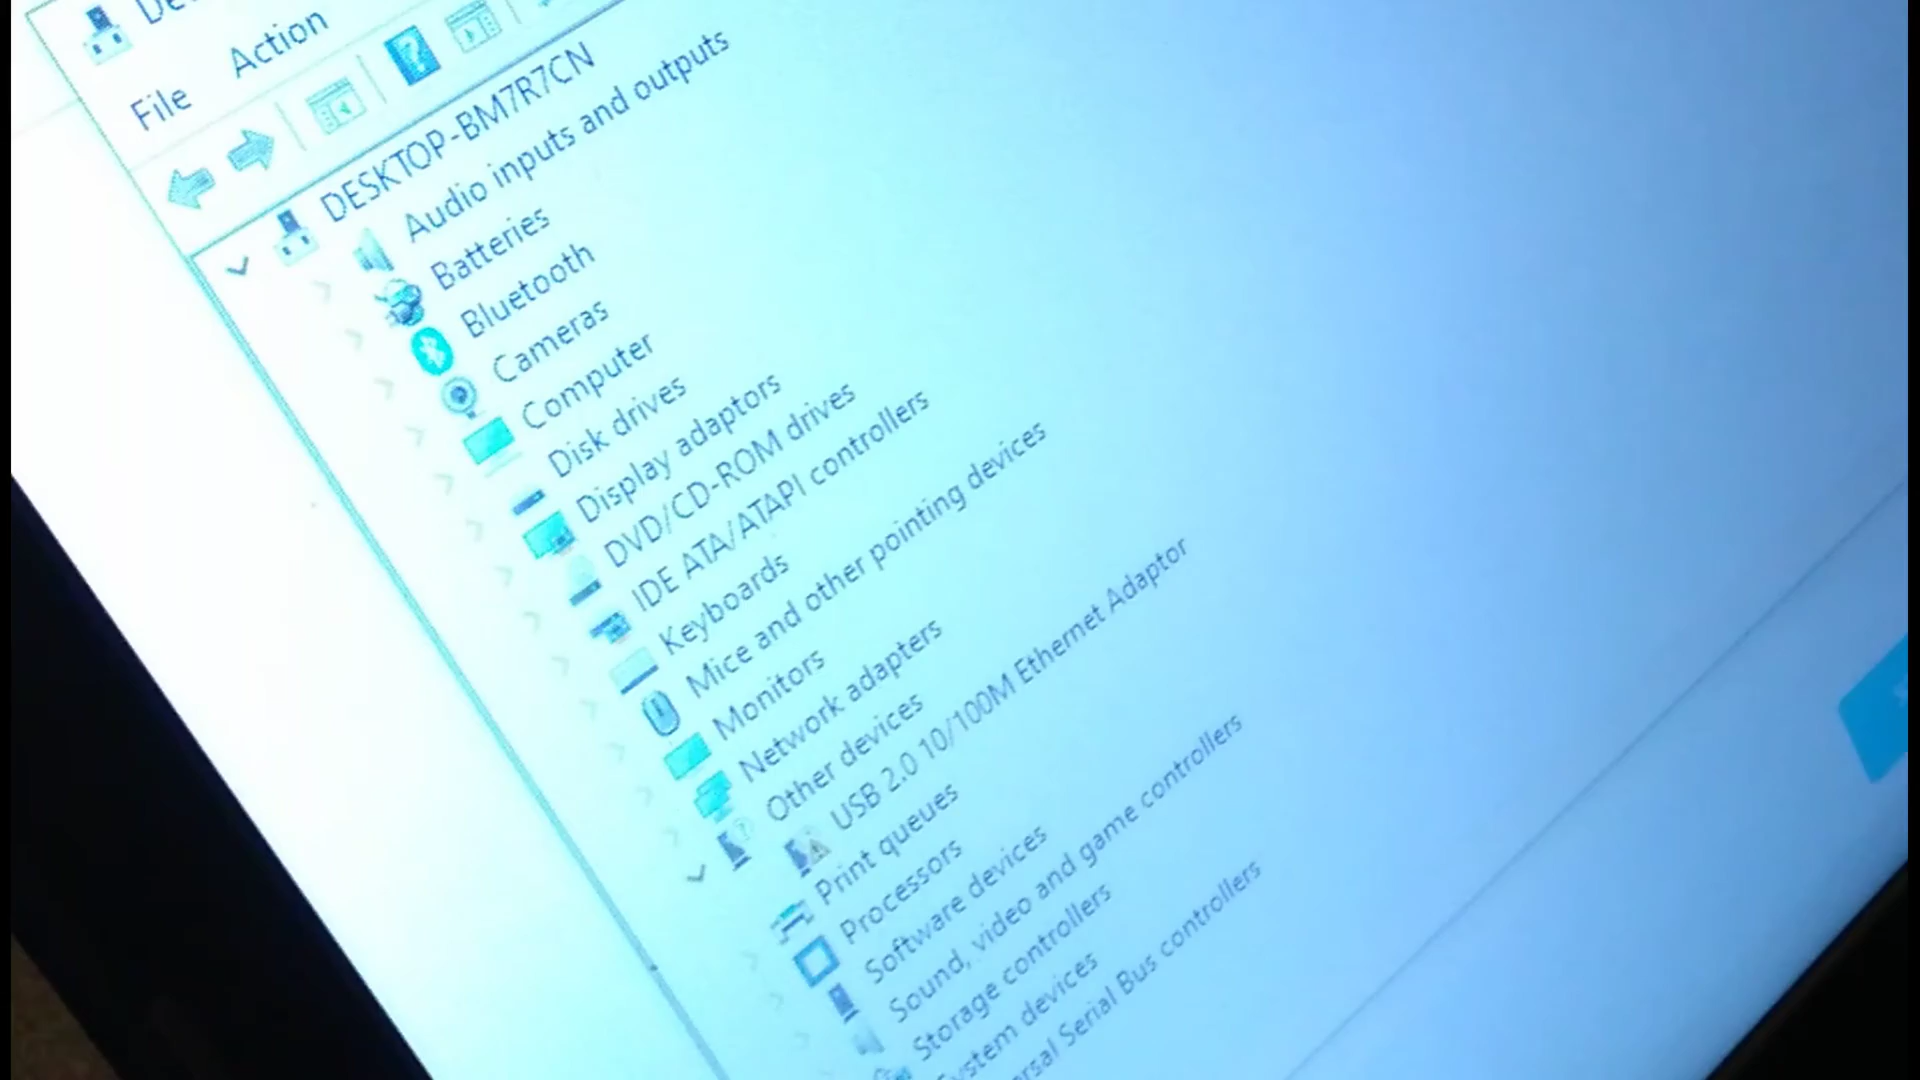 File Action
DESKTOP-BM7R7CN
Audio inputs and outputs
Batteries
Bluetooth
Cameras
Computer
Disk drives
Display adaptors
DVD/CD-ROM drives
IDE ATA/ATAPI controllers
Keyboards
Mice and other pointing devices
Monitors
Network adapters
Other devices
USB 2.0 10/100M Ethernet Adaptor
Print queues
Processors
Software devices
Sound, video and game controllers
Storage controllers
System devices
Serial Bus controllers